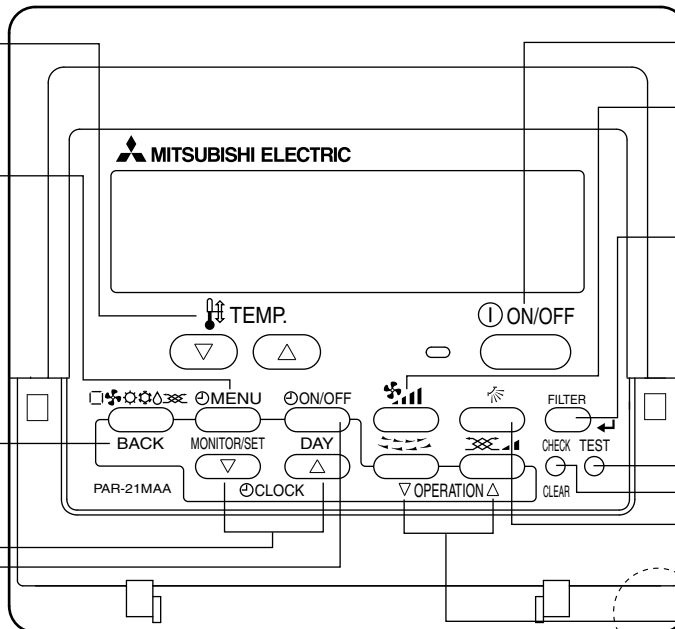 MITSUBISHI ELECTRIC
TEMP.
ON/OFF
MENU
ON/OFF
FILTER
BACK
MONITOR/SET
DAY
CHECK
TEST
PAR-21MAA
CLOCK
▽ OPERATION △
CLEAR